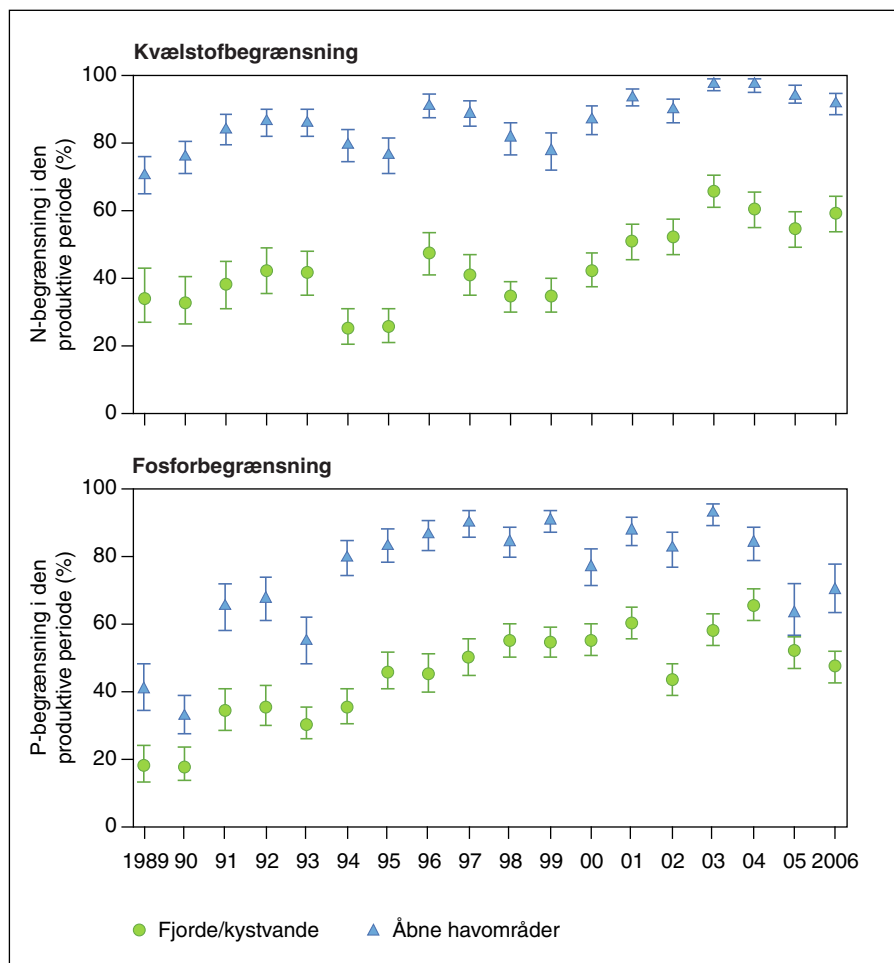 Kvælstofbegrænsning
N-begrænsning i den
produktive periode (%)
100
80
60
40
20
0
Fosforbegrænsning
P-begrænsning i den
produktive periode (%)
100
80
60
40
20
0
1989 90 91 92 93 94 95 96 97 98 99 00 01 02 03 04 05 2006
Fjorde/kystvande Åbne havområder